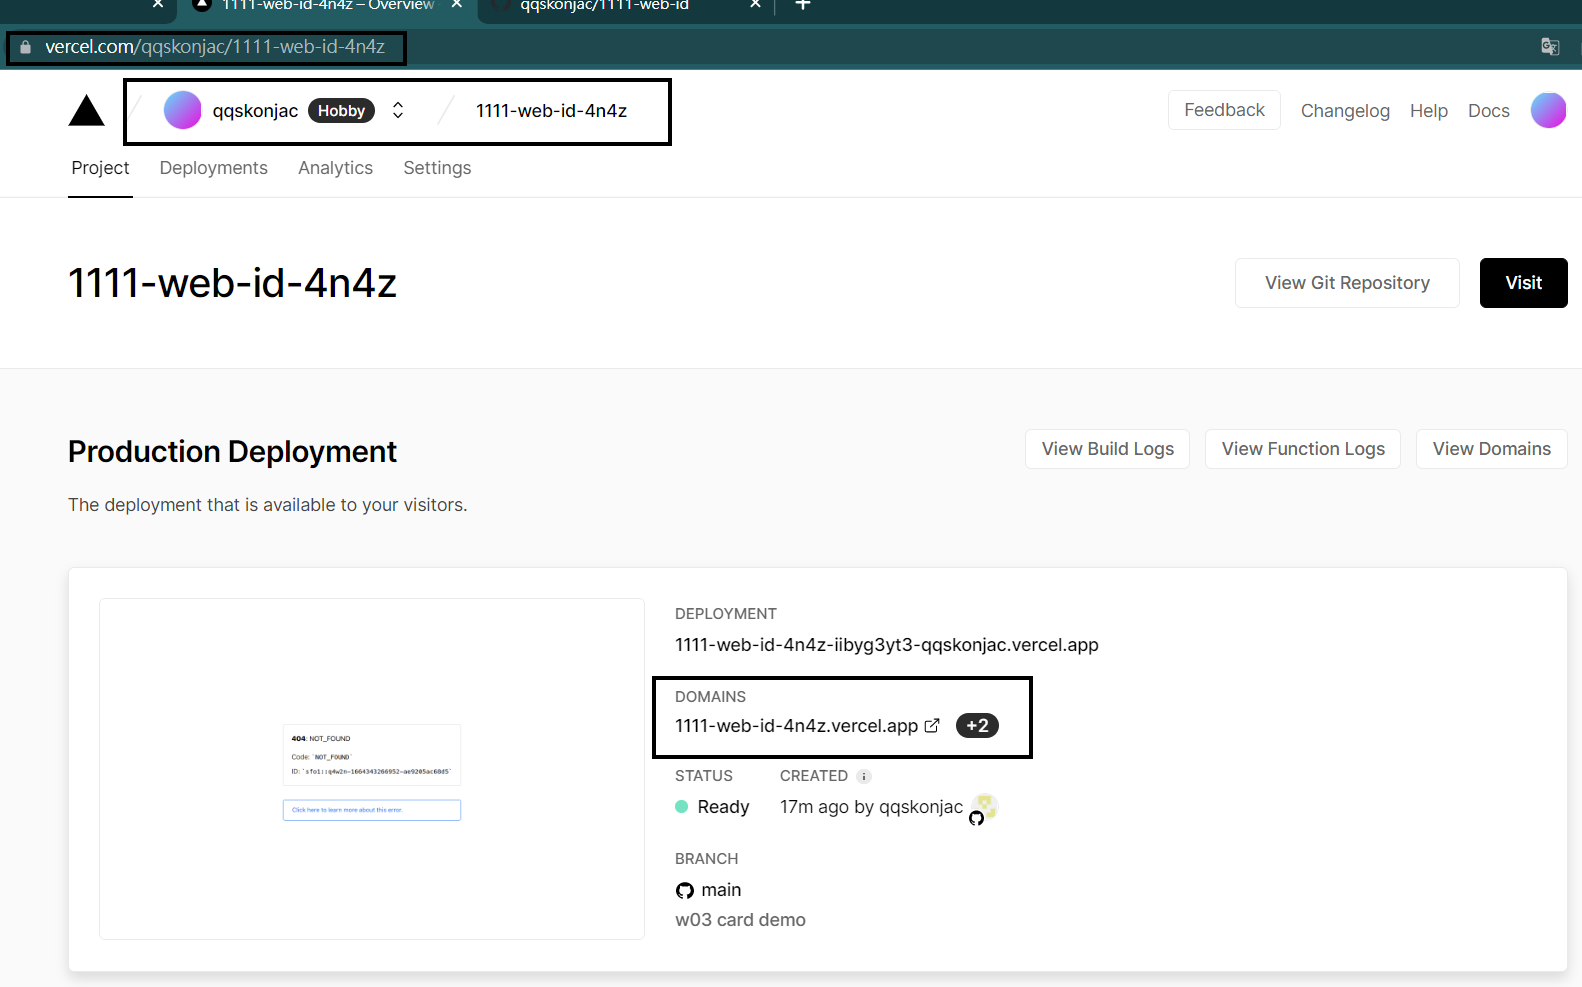 1111-web-id-4n4z – Overview
qqskonjac/1111-web-id
vercel.com/qqskonjac/1111-web-id-4n4z
qqskonjac Hobby 1111-web-id-4n4z
Feedback Changelog Help Docs
Project Deployments Analytics Settings
1111-web-id-4n4z
View Git Repository Visit
Production Deployment
View Build Logs View Function Logs View Domains
The deployment that is available to your visitors.
DEPLOYMENT
1111-web-id-4n4z-iibyg3yt3-qqskonjac.vercel.app
DOMAINS
1111-web-id-4n4z.vercel.app +2
STATUS CREATED
Ready 17m ago by qqskonjac
BRANCH
main
w03 card demo
404: NOT_FOUND
Code: `NOT_FOUND`
ID: `sfo1::q4w2n-1664343266952-ae9205ac68d5`
Click here to learn more about this error.